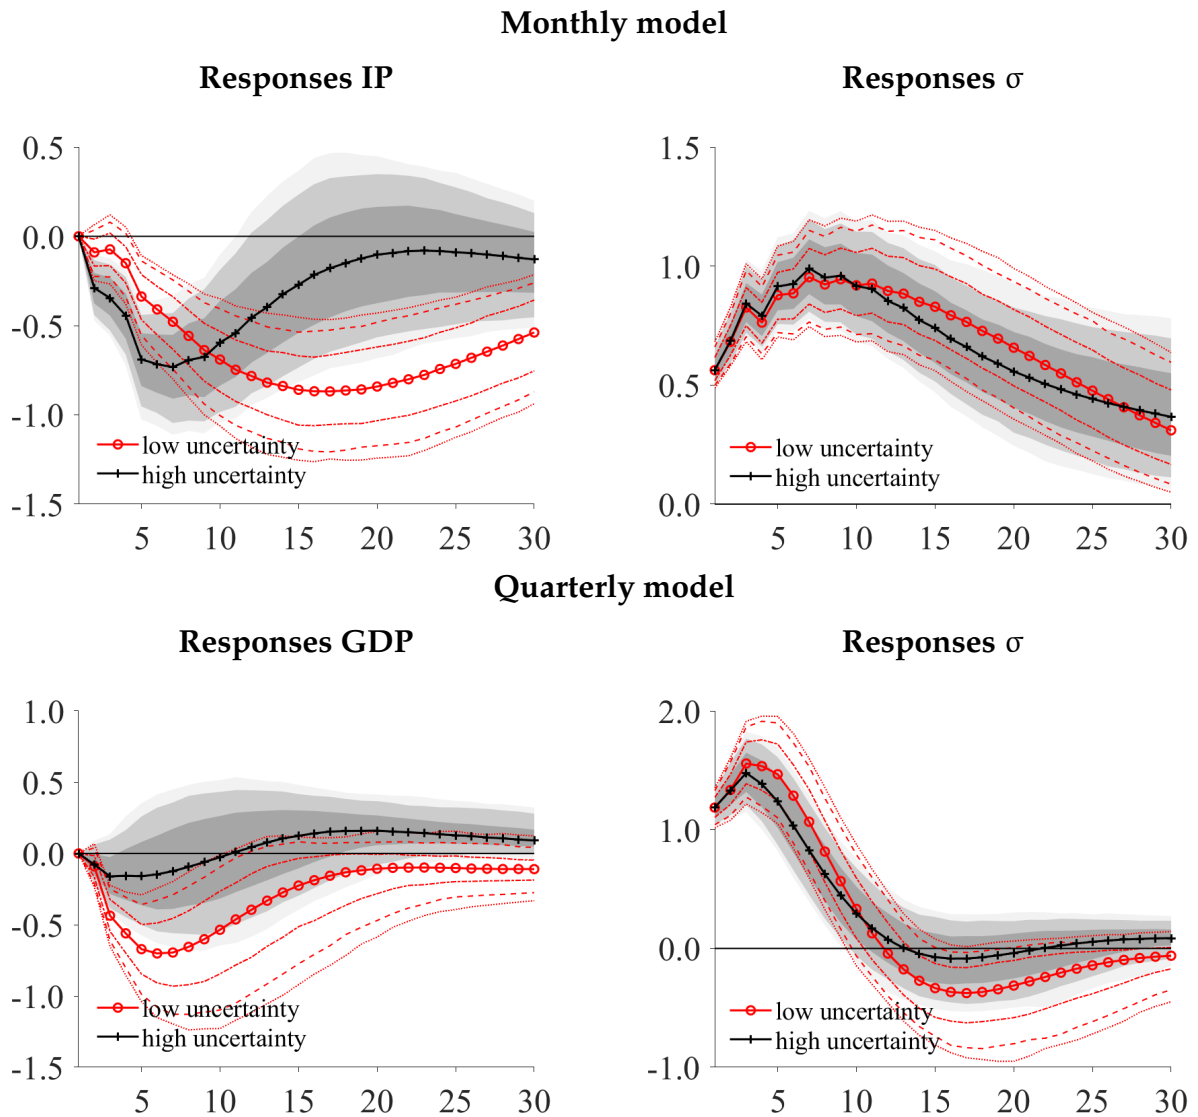 Monthly model
Responses IP
Responses σ
0.5
0.0
-0.5
-1.0
-1.5
low uncertainty
high uncertainty
5 10 15 20 25 30
1.5
1.0
0.5
0.0
low uncertainty
high uncertainty
5 10 15 20 25 30
Quarterly model
Responses GDP
Responses σ
1.0
0.5
0.0
-0.5
-1.0
-1.5
low uncertainty
high uncertainty
5 10 15 20 25 30
2.0
1.0
0.0
-1.0
low uncertainty
high uncertainty
5 10 15 20 25 30